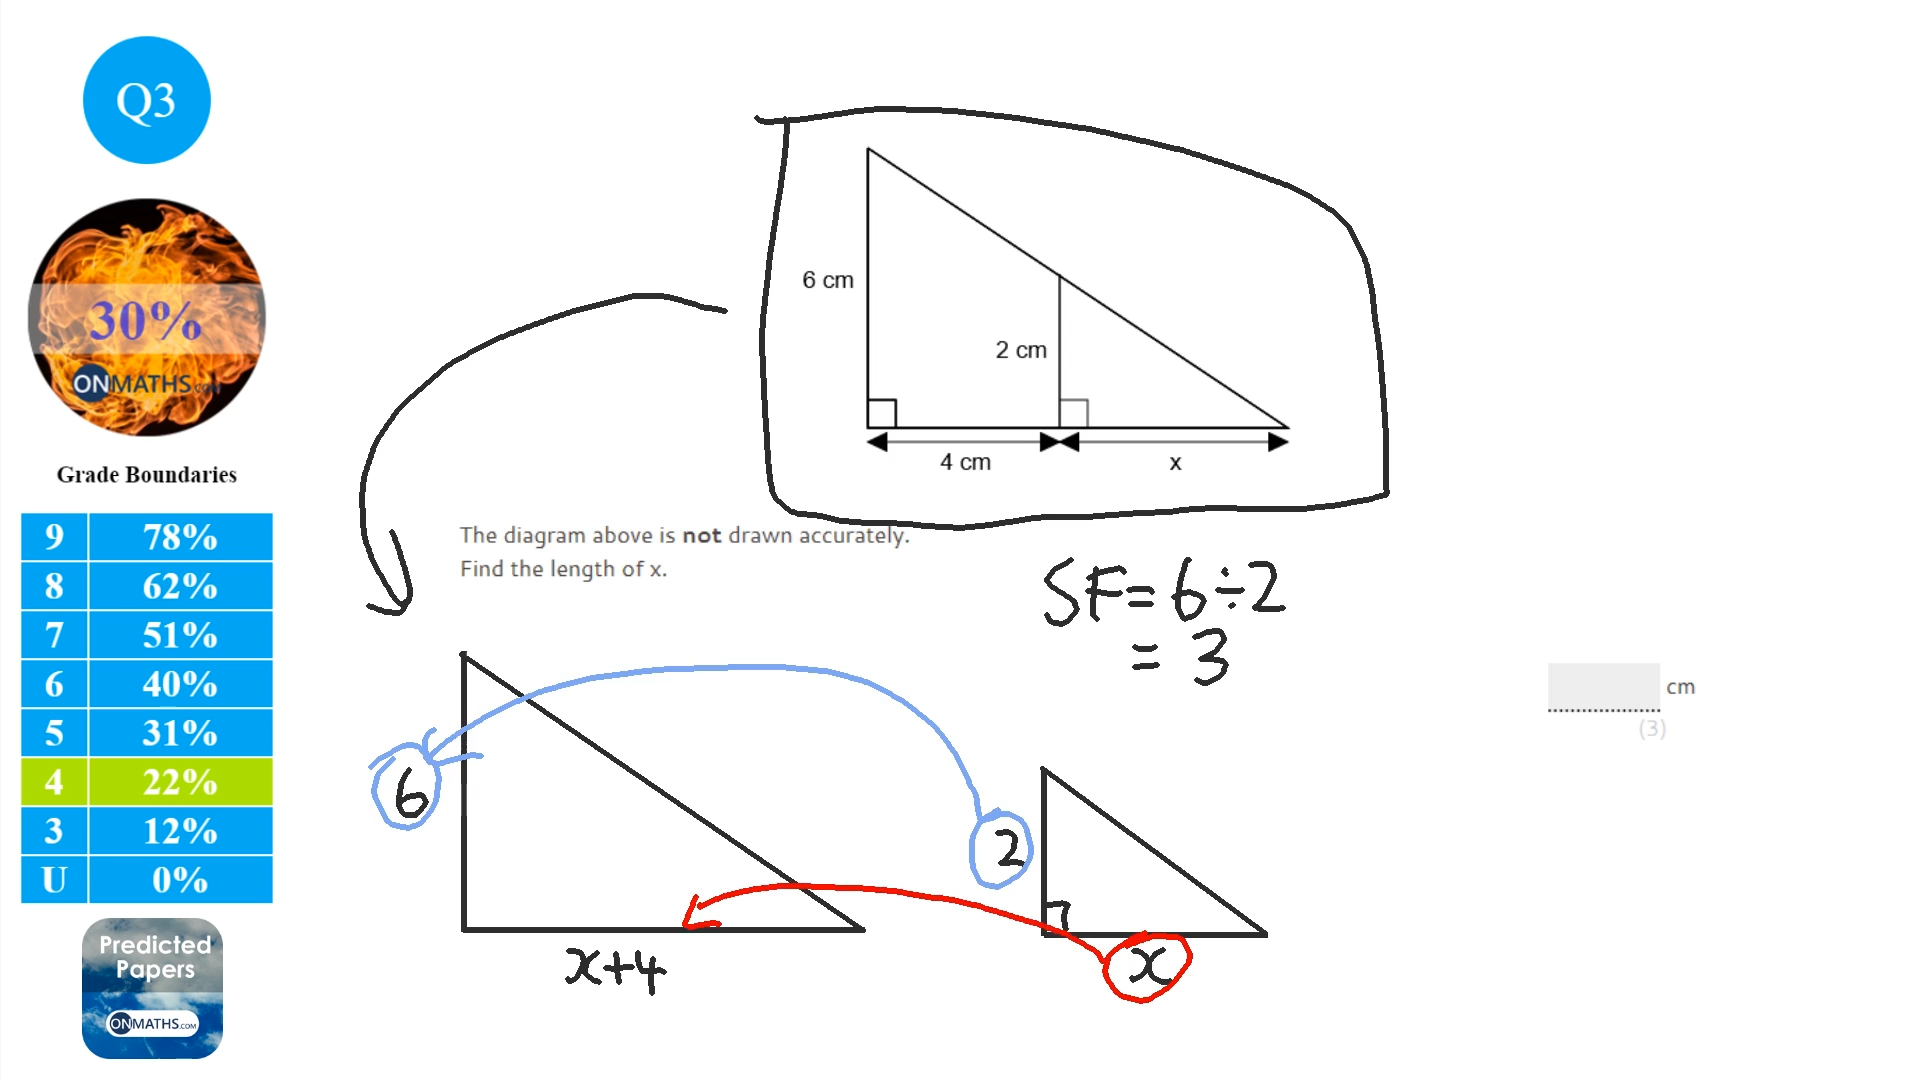 Q3
30%
ONMATHS.com
Grade Boundaries
9 78%
8 62%
7 51%
6 40%
5 31%
4 22%
3 12%
U 0%
Predicted
Papers
ONMATHS.COM
6 cm
2 cm
4 cm
x
The diagram above is not drawn accurately.
Find the length of x.
SF = 6 ÷ 2
= 3
cm
(3)
6
x+4
2
x